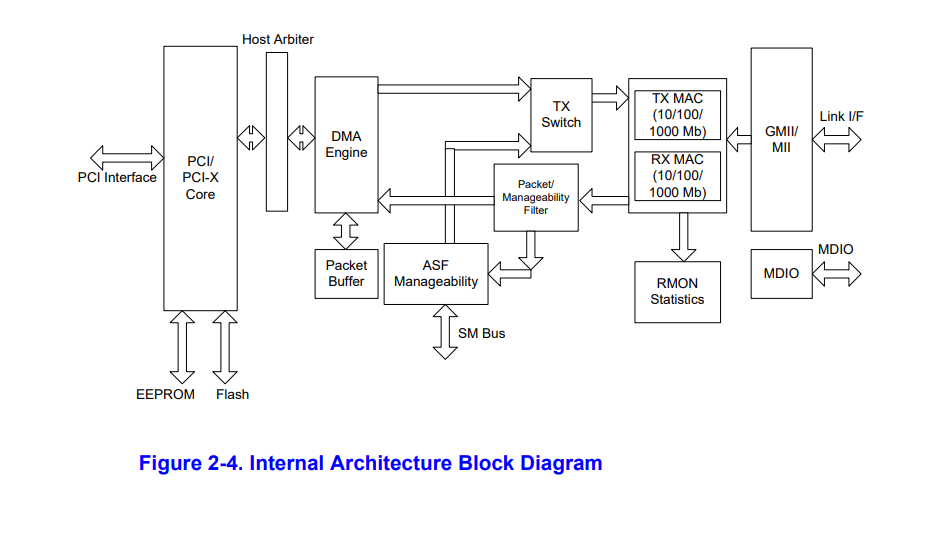 Host Arbiter
PCI Interface
PCI/
PCI-X
Core
DMA
Engine
TX
Switch
TX MAC
(10/100/
1000 Mb)
RX MAC
(10/100/
1000 Mb)
GMII/
MII
Link I/F
Packet/
Manageability
Filter
Packet
Buffer
ASF
Manageability
RMON
Statistics
MDIO
MDIO
SM Bus
EEPROM
Flash
Figure 2-4. Internal Architecture Block Diagram